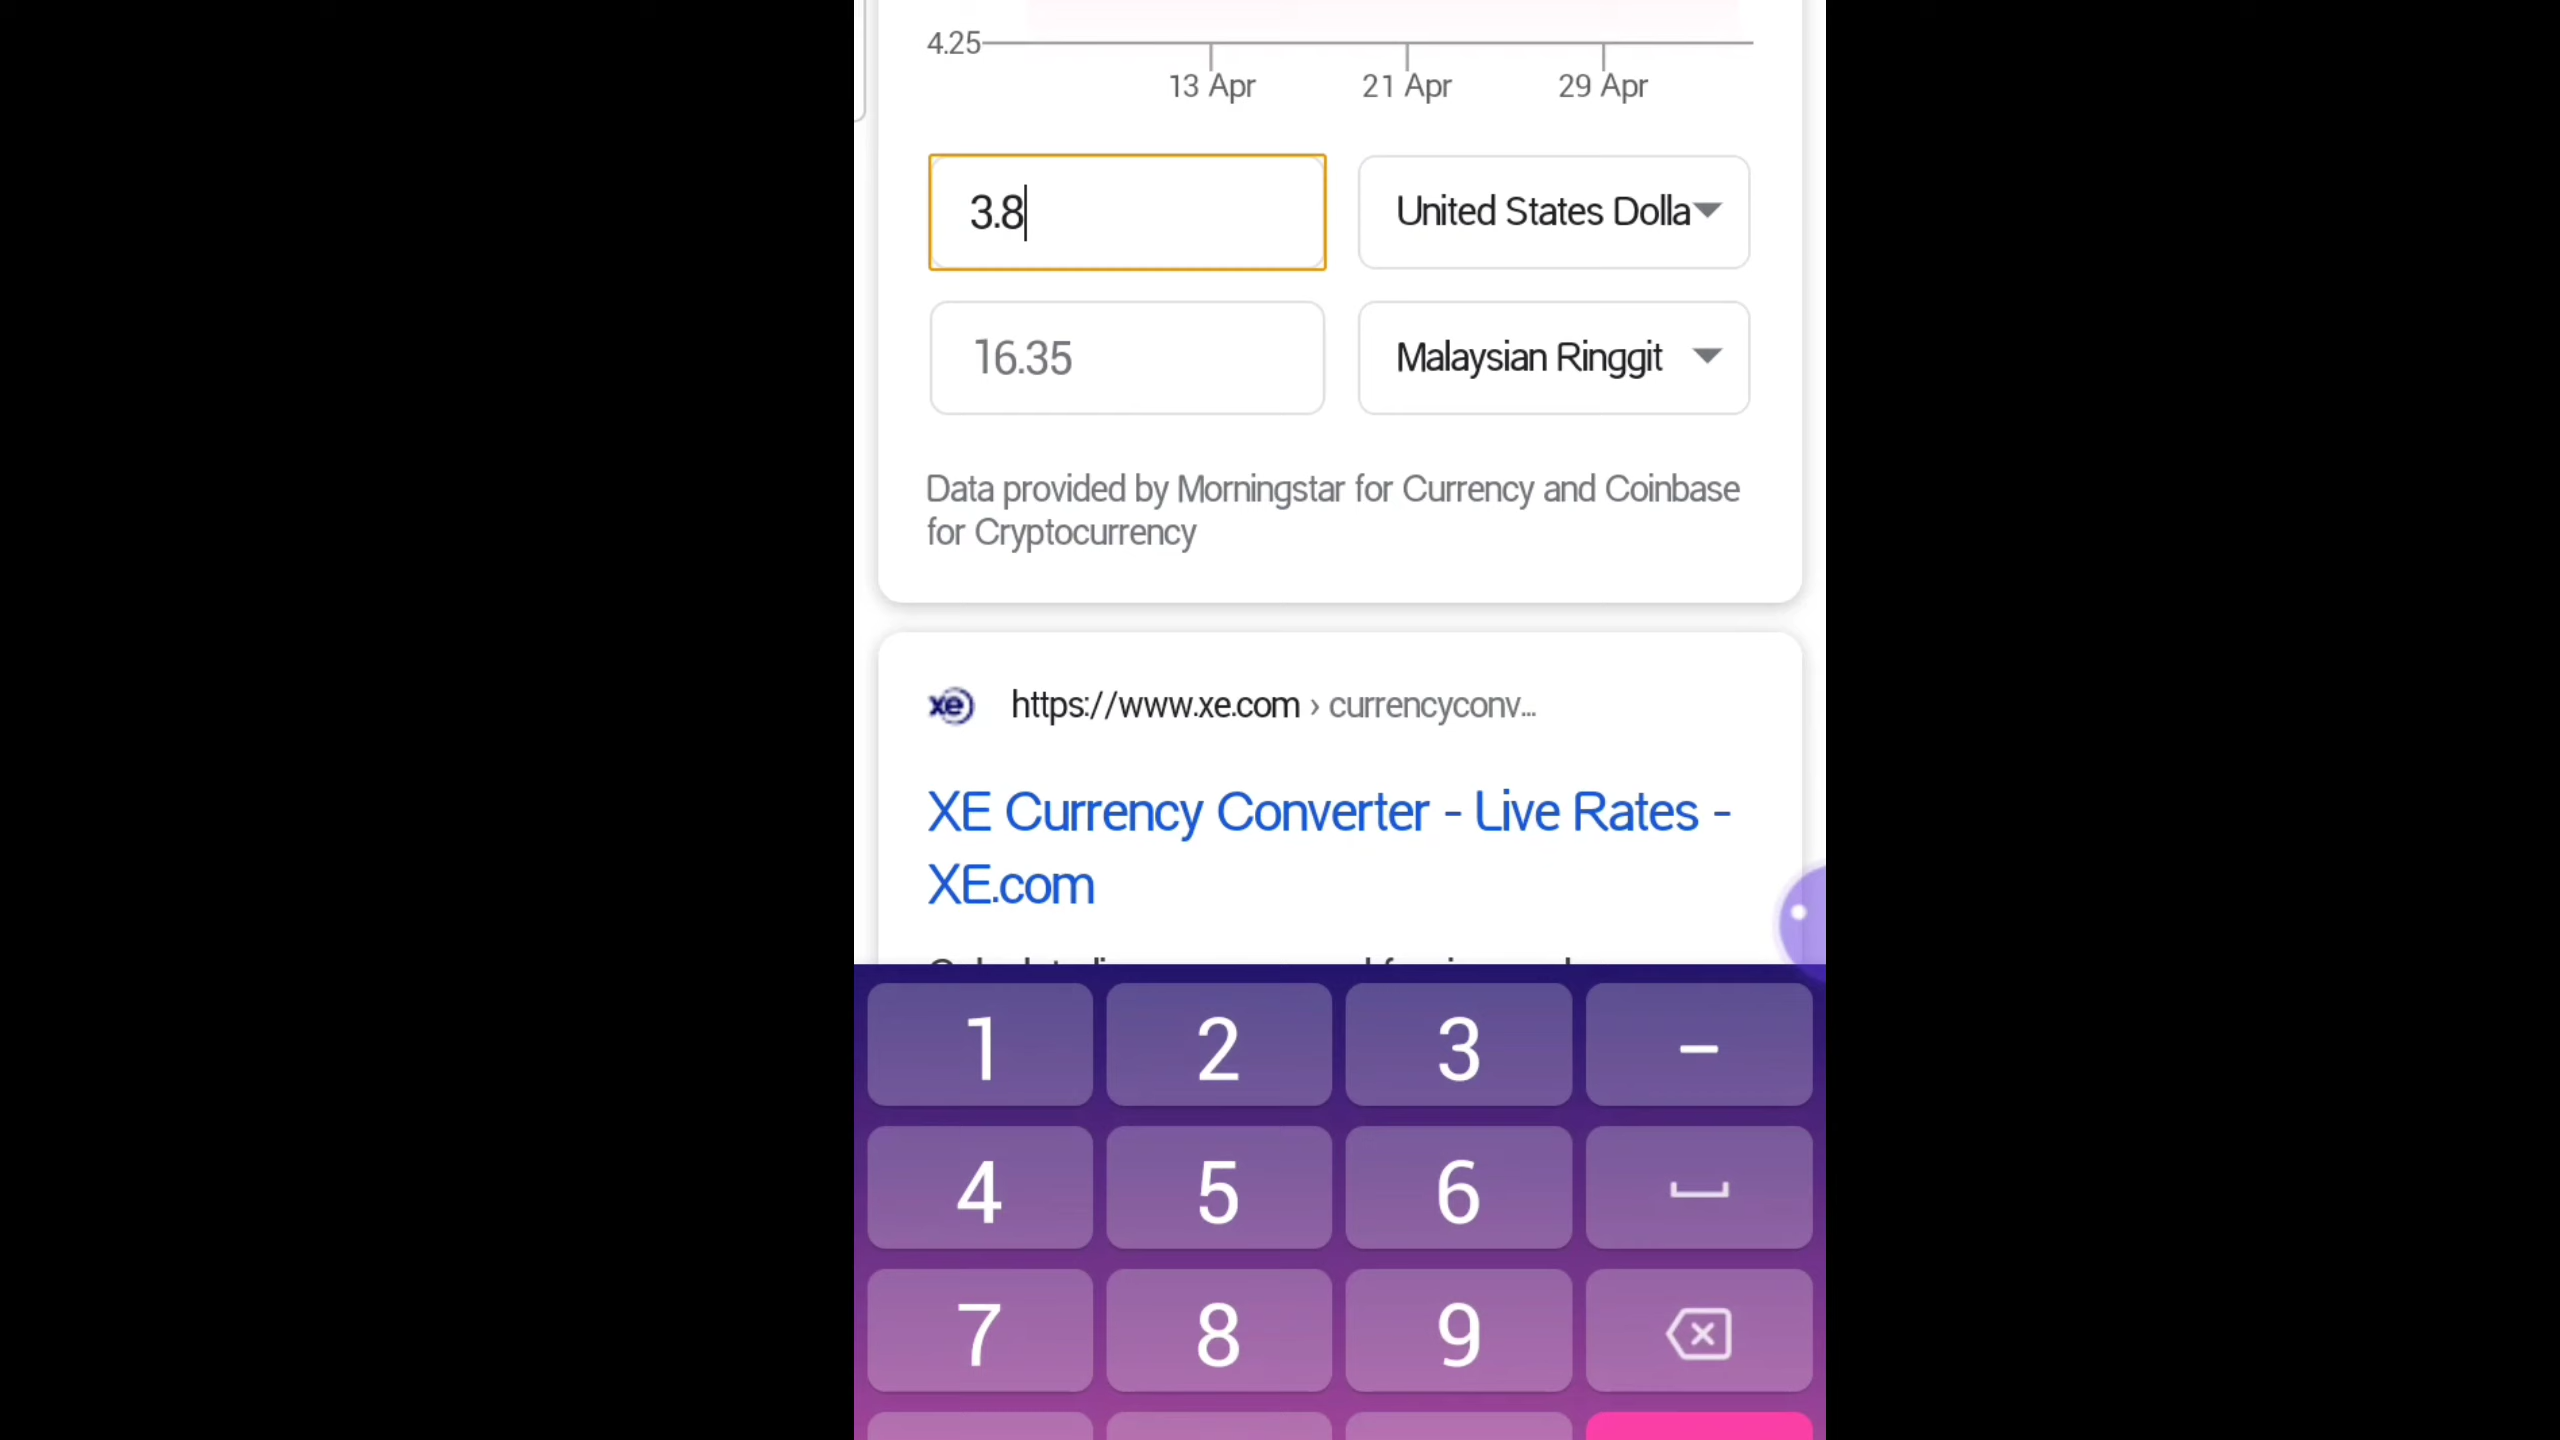 4.25
13 Apr 21 Apr 29 Apr
3.8 United States Dolla
16.35 Malaysian Ringgit
Data provided by Morningstar for Currency and Coinbase
for Cryptocurrency
xe https://www.xe.com › currencyconv...
XE Currency Converter - Live Rates -
XE.com
1 2 3 -
4 5 6
7 8 9